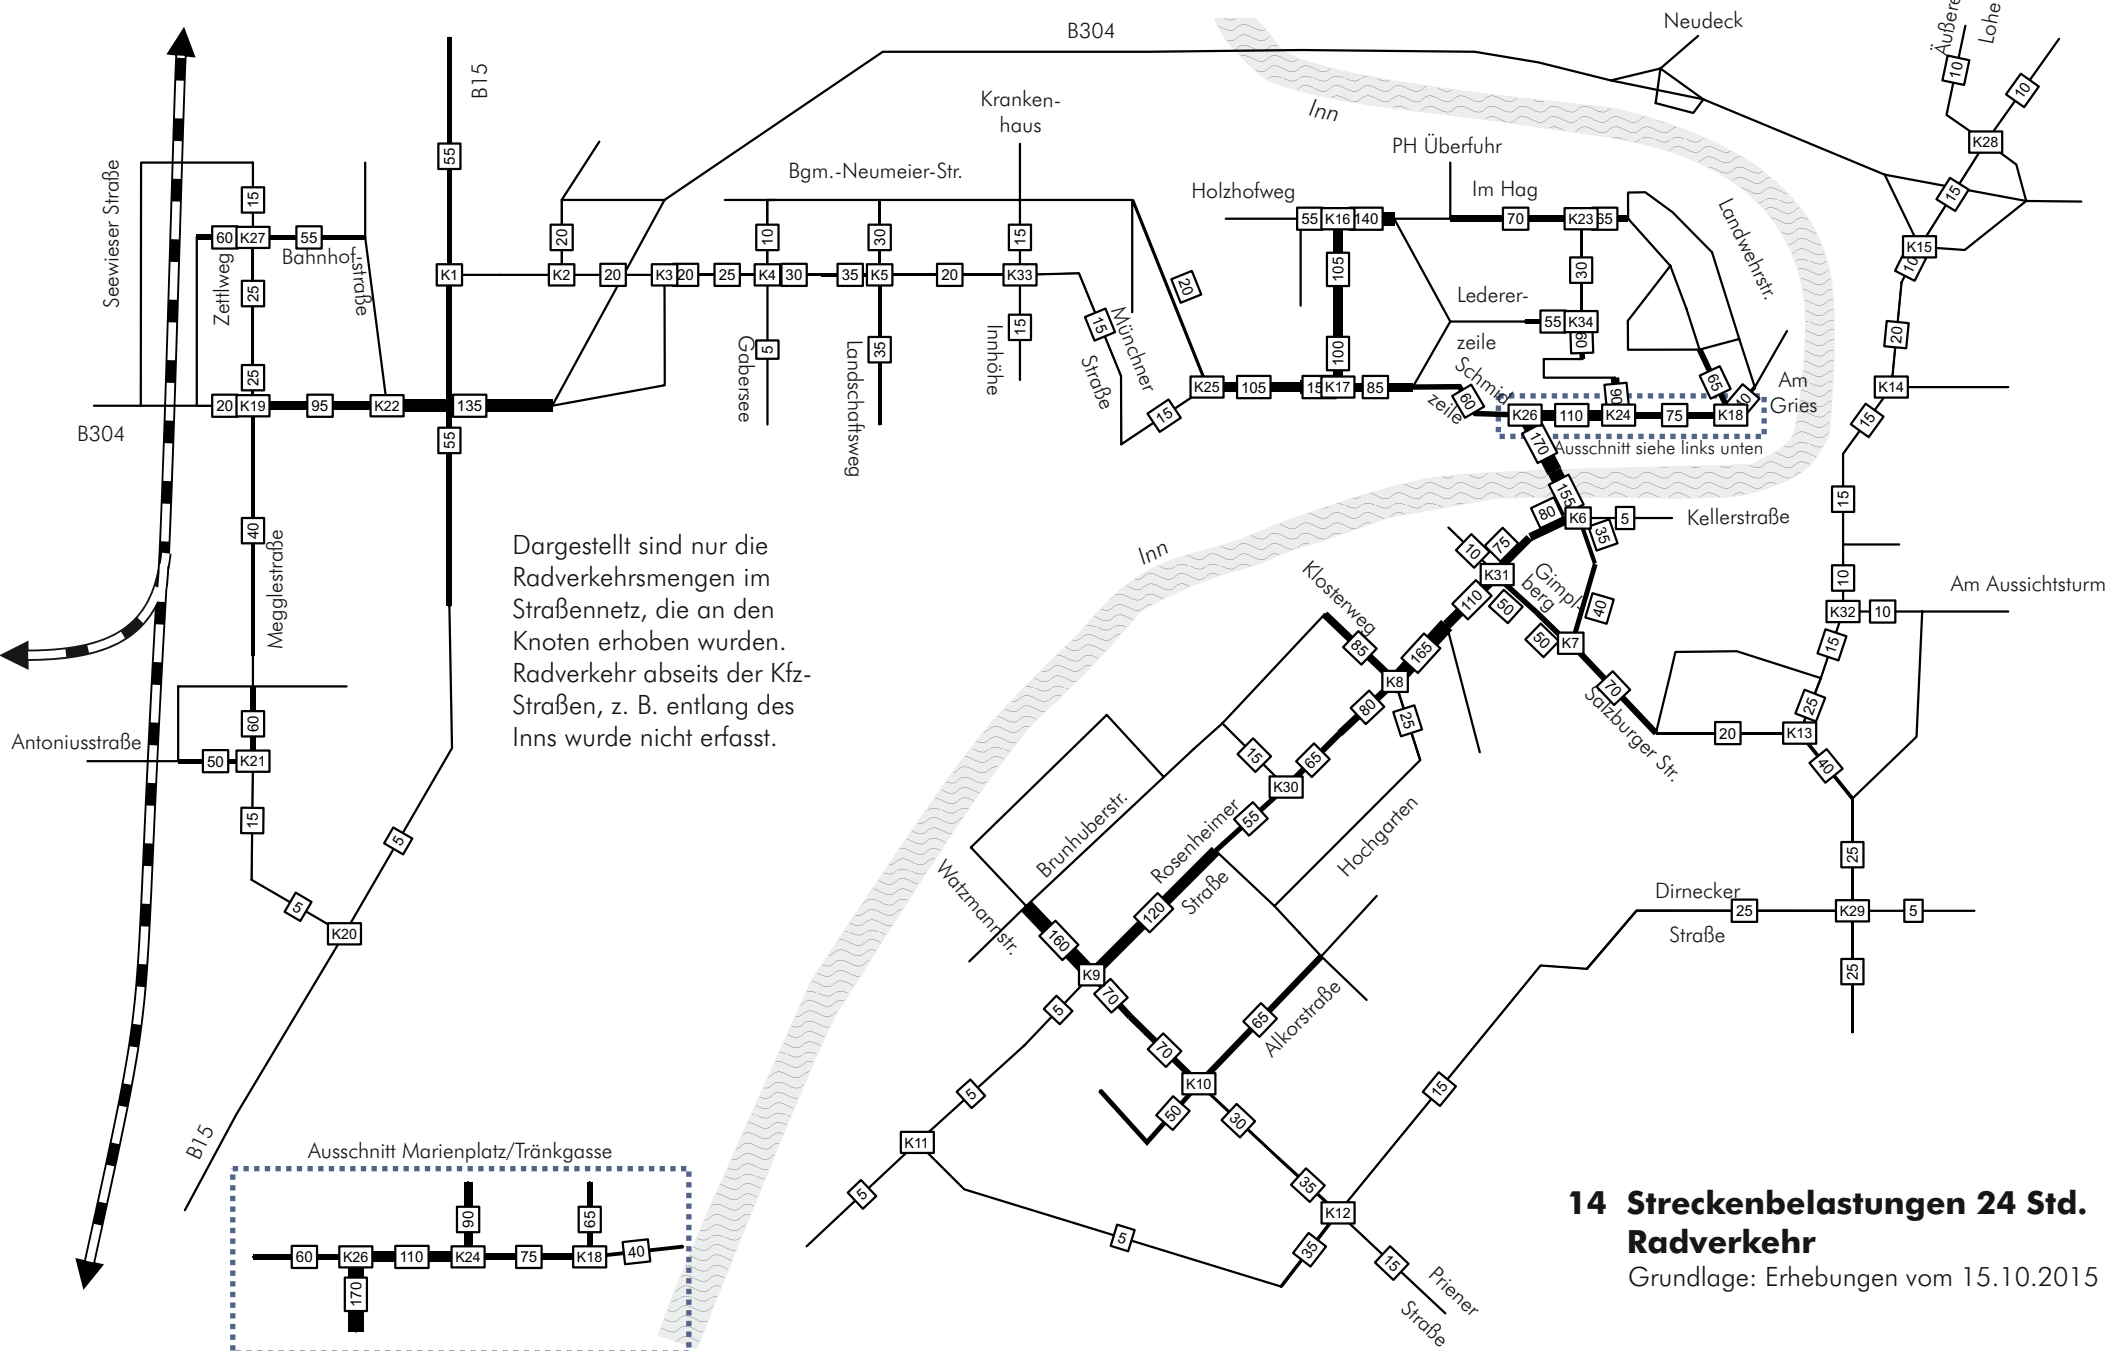 B304
Neudeck
Äußere
Lohe
10
10
B15
Inn
Kranken-
haus
K28
55
PH Überfuhr
Seewieser Straße
Bgm.-Neumeier-Str.
15
Holzhofweg
Im Hag
15
55 K16 140
70
K23 65
Landwehrstr.
60 K27 55
Bahnhof-
straße
Zettlweg
20
10
30
15
K15
10
K1
K2
20
K3 20
25
K4 30
35 K5
20
K33
105
30
25
20
15
15
Münchner
Straße
Lederer-
zeile
55 K34
60
20
Gabersee
5
Landschaftsweg
35
Innhöhe
100
Schmid-
zeile
65
40
Am
Gries
K14
25
K25 105
15 K17 85
60
90
20 K19 95
K22
135
B304
15
K26 110 K24 75 K18
15
55
170
Ausschnitt siehe links unten
155
15
40
Megglestraße
Dargestellt sind nur die
Radverkehrsmengen im
Straßennetz, die an den
Knoten erhoben wurden.
Radverkehr abseits der Kfz-
Straßen, z. B. entlang des
Inns wurde nicht erfasst.
Inn
80
K6 5
Kellerstraße
35
10
75
K31
Gimpl-
berg
Klosterweg
110
50
40
10
Am Aussichtsturm
K32 10
85
165
50
K7
15
K8
70
Salzburger Str.
80
25
25
60
20
K13
Antoniusstraße
50 K21
15
65
40
K30
15
5
Brunhuberstr.
Rosenheimer
Straße
55
Hochgarten
25
Watzmannstr.
Dirnecker
Straße
5
120
25
K29 5
K20
160
K9
25
5
70
65
Alkorstraße
70
K10
5
15
50
30
B15
K11
Ausschnitt Marienplatz/Tränkgasse
5
35
K12
90
65
5
35
15
60 K26 110 K24 75 K18 40
170
Priener
Straße
14 Streckenbelastungen 24 Std.
Radverkehr
Grundlage: Erhebungen vom 15.10.2015